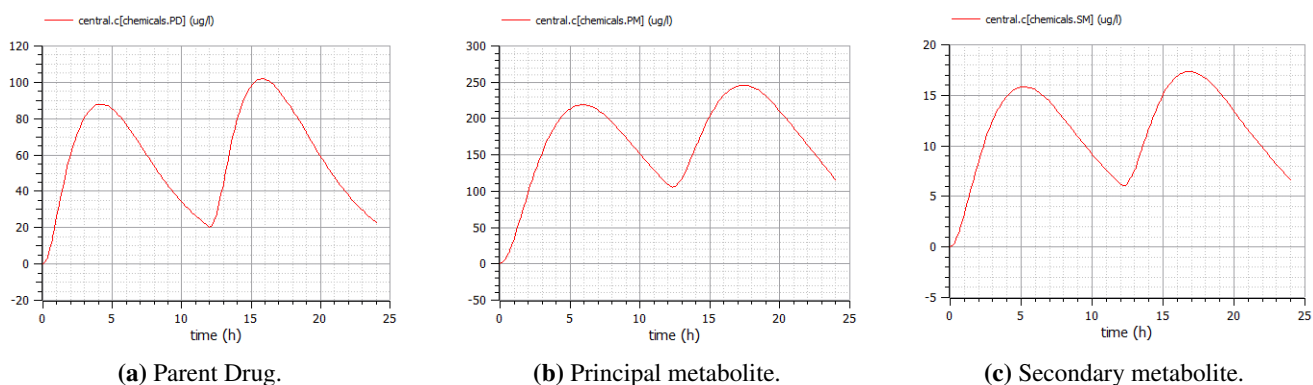 central.c[chemicals.PD] (ug/l)
120
100
80
60
40
20
0
-20
0 5 10 15 20 25
time (h)
(a) Parent Drug.
central.c[chemicals.PM] (ug/l)
300
250
200
150
100
50
0
-50
0 5 10 15 20 25
time (h)
(b) Principal metabolite.
central.c[chemicals.SM] (ug/l)
20
15
10
5
0
-5
0 5 10 15 20 25
time (h)
(c) Secondary metabolite.